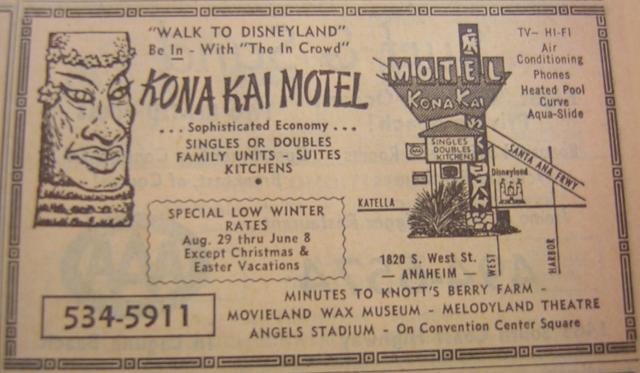 "WALK TO DISNEYLAND"
Be In - With "The In Crowd"
KONA KAI MOTEL
... Sophisticated Economy ...
SINGLES OR DOUBLES
FAMILY UNITS - SUITES
KITCHENS
SPECIAL LOW WINTER
RATES
Aug. 29 thru June 8
Except Christmas &
Easter Vacations
534-5911
MOTEL
KONA KAI
SINGLES
DOUBLES
KITCHENS
TV- HI-FI
Air
Conditioning
Phones
Heated Pool
Curve
Aqua-Slide
SANTA ANA FRWY
Disneyland
KATELLA
WEST
HARBOR
1820 S. West St.
- ANAHEIM -
MINUTES TO KNOTT'S BERRY FARM -
MOVIELAND WAX MUSEUM - MELODYLAND THEATRE
ANGELS STADIUM - On Convention Center Square